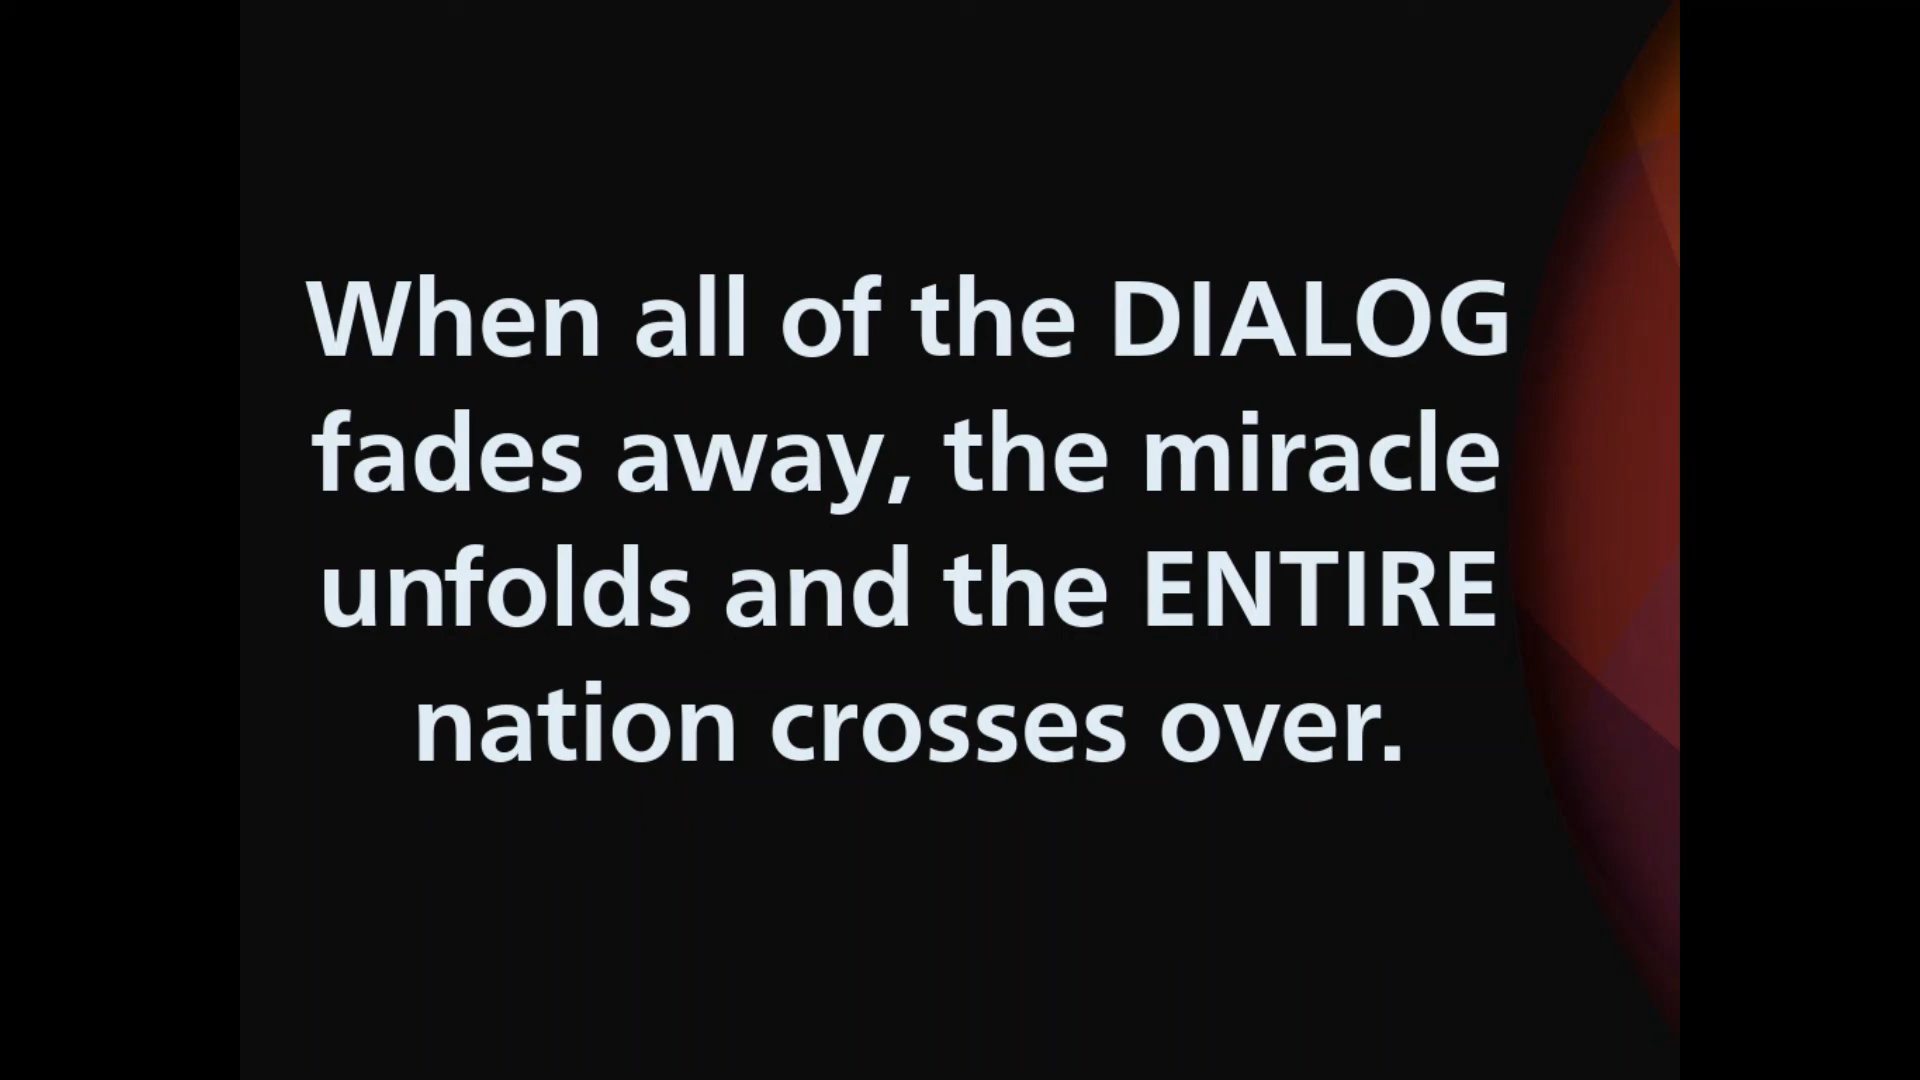 When all of the DIALOG
fades away, the miracle
unfolds and the ENTIRE
nation crosses over.